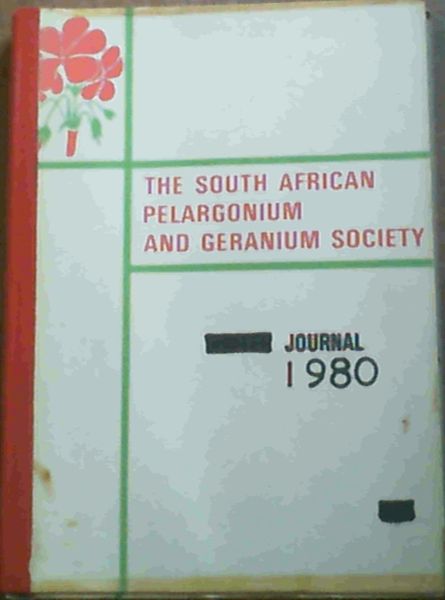 THE SOUTH AFRICAN
PELARGONIUM
AND GERANIUM SOCIETY
JOURNAL
1980